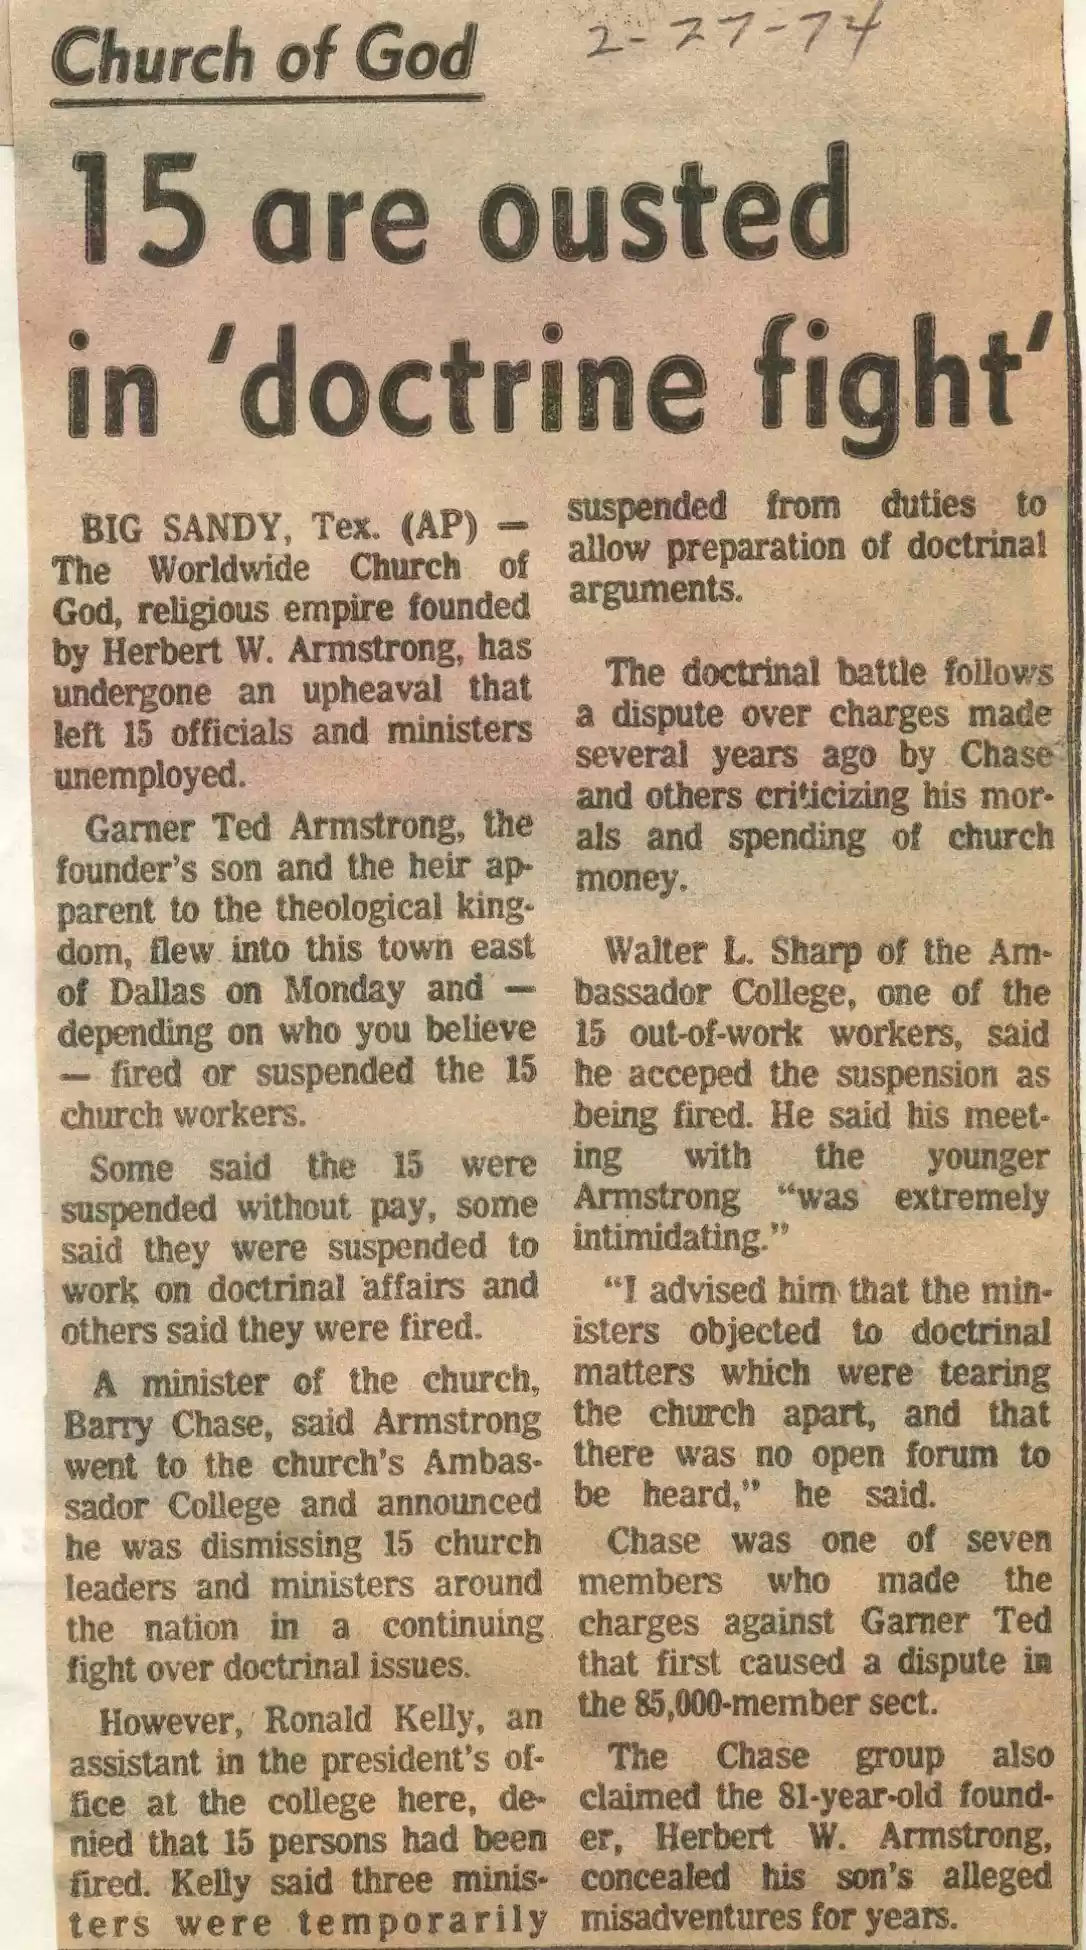 Church of God
2-27-74
15 are ousted
in 'doctrine fight'
BIG SANDY, Tex. (AP) —
The Worldwide Church of
God, religious empire founded
by Herbert W. Armstrong, has
undergone an upheaval that
left 15 officials and ministers
unemployed.
Garner Ted Armstrong, the
founder's son and the heir ap-
parent to the theological king-
dom, flew into this town east
of Dallas on Monday and —
depending on who you believe
— fired or suspended the 15
church workers.
Some said the 15 were
suspended without pay, some
said they were suspended to
work on doctrinal affairs and
others said they were fired.
A minister of the church,
Barry Chase, said Armstrong
went to the church's Ambas-
sador College and announced
he was dismissing 15 church
leaders and ministers around
the nation in a continuing
fight over doctrinal issues.
However, Ronald Kelly, an
assistant in the president's of-
fice at the college here, de-
nied that 15 persons had been
fired. Kelly said three minis-
ters were temporarily
suspended from duties to
allow preparation of doctrinal
arguments.
The doctrinal battle follows
a dispute over charges made
several years ago by Chase
and others criticizing his mor-
als and spending of church
money.
Walter L. Sharp of the Am-
bassador College, one of the
15 out-of-work workers, said
he acceped the suspension as
being fired. He said his meet-
ing with the younger
Armstrong "was extremely
intimidating."
"I advised him that the min-
isters objected to doctrinal
matters which were tearing
the church apart, and that
there was no open forum to
be heard," he said.
Chase was one of seven
members who made the
charges against Garner Ted
that first caused a dispute in
the 85,000-member sect.
The Chase group also
claimed the 81-year-old found-
er, Herbert W. Armstrong,
concealed his son's alleged
misadventures for years.